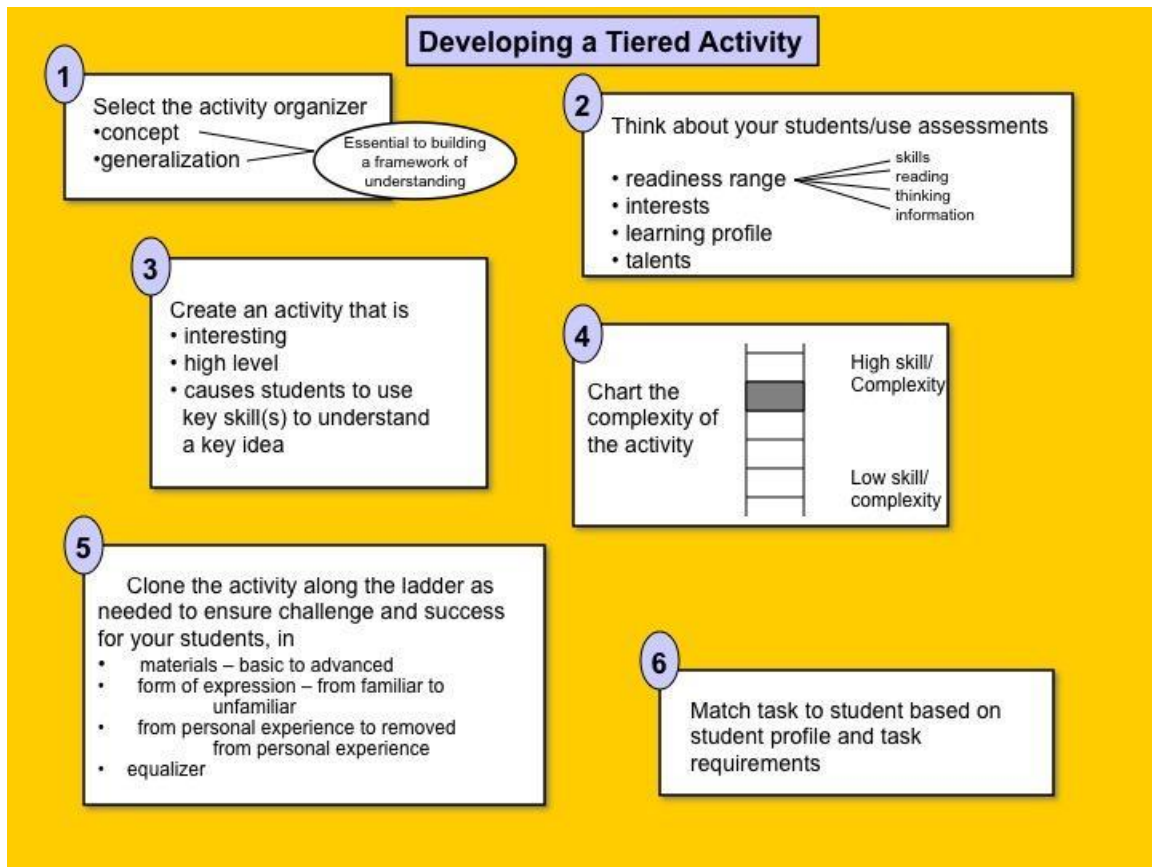 Developing a Tiered Activity
1
Select the activity organizer
•concept
•generalization
Essential to building
a framework of
understanding
2
Think about your students/use assessments
• readiness range
• interests
• learning profile
• talents
skills
reading
thinking
information
3
Create an activity that is
• interesting
• high level
• causes students to use
key skill(s) to understand
a key idea
4
Chart the
complexity of
the activity
High skill/
Complexity
Low skill/
complexity
5
Clone the activity along the ladder as
needed to ensure challenge and success
for your students, in
• materials – basic to advanced
• form of expression – from familiar to
unfamiliar
• from personal experience to removed
from personal experience
• equalizer
6
Match task to student based on
student profile and task
requirements